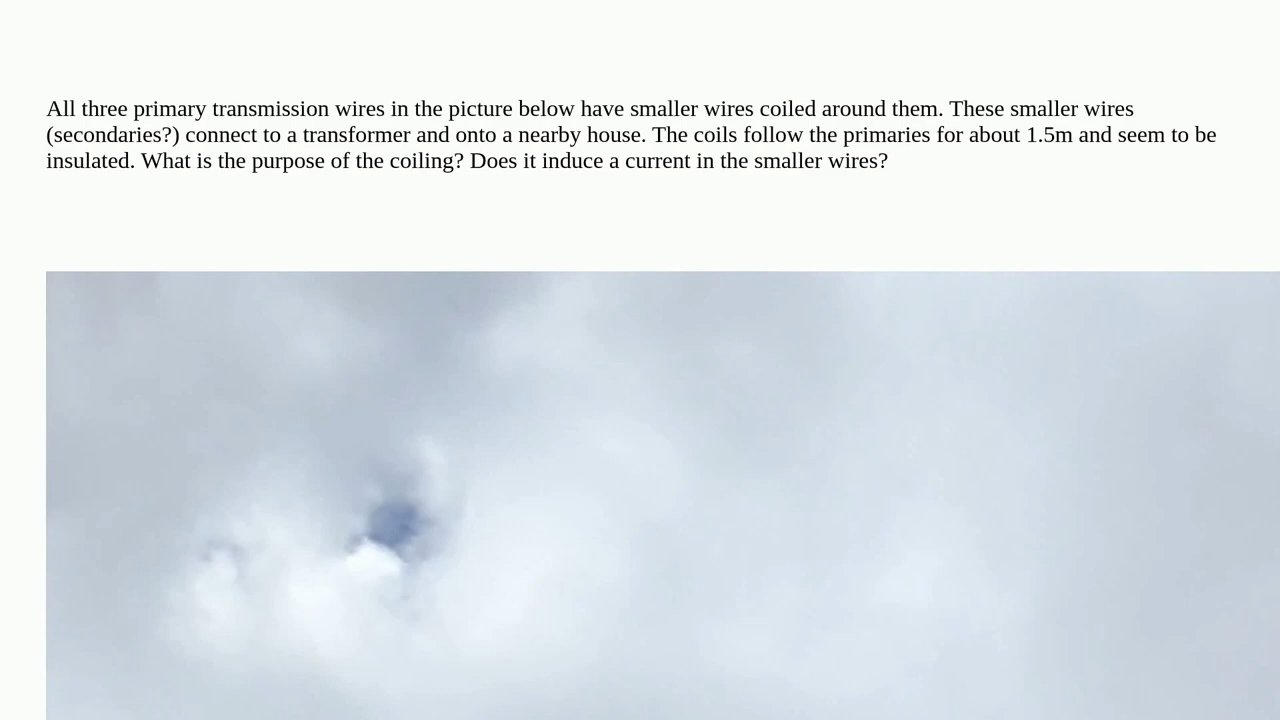 All three primary transmission wires in the picture below have smaller wires coiled around them. These smaller wires
(secondaries?) connect to a transformer and onto a nearby house. The coils follow the primaries for about 1.5m and seem to be
insulated. What is the purpose of the coiling? Does it induce a current in the smaller wires?